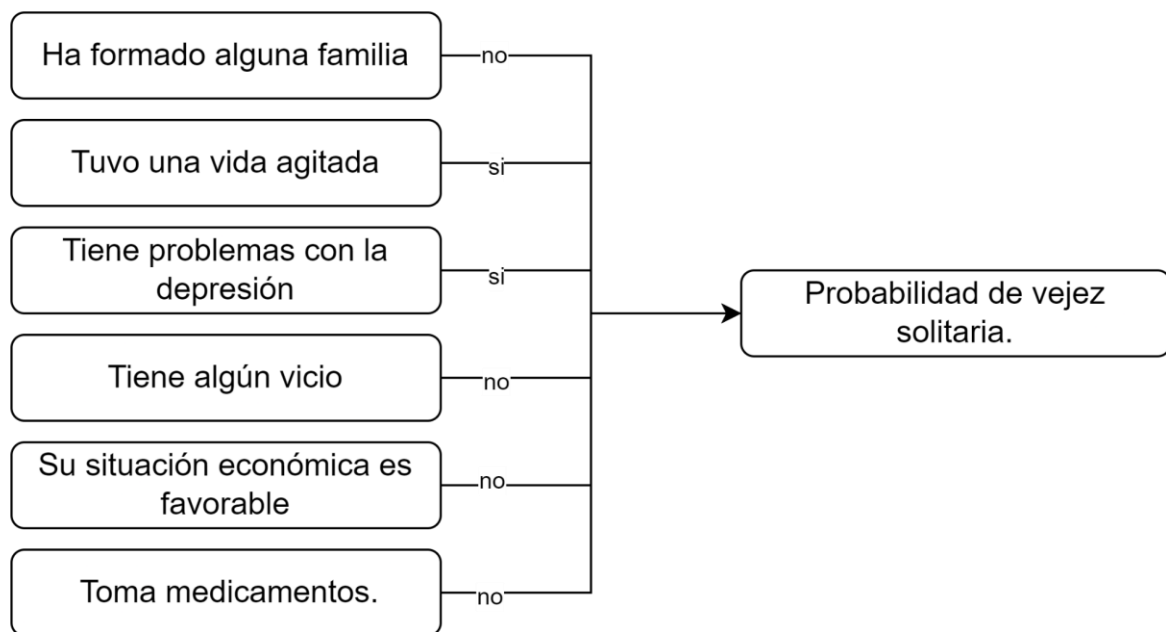 Ha formado alguna familia
no
Tuvo una vida agitada
si
Tiene problemas con la
depresión
si
Tiene algún vicio
no
Su situación económica es
favorable
no
Toma medicamentos.
no
Probabilidad de vejez
solitaria.